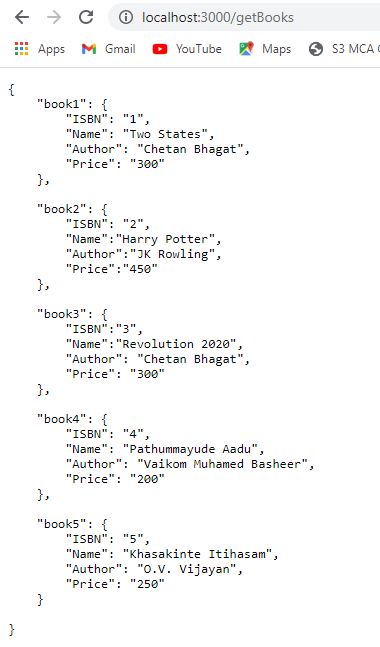 localhost:3000/getBooks
Apps Gmail YouTube Maps S3 MCA
{
    "book1": {
        "ISBN": "1",
        "Name": "Two States",
        "Author": "Chetan Bhagat",
        "Price": "300"
    },
    "book2": {
        "ISBN": "2",
        "Name":"Harry Potter",
        "Author":"JK Rowling",
        "Price":"450"
    },
    "book3": {
        "ISBN":"3",
        "Name":"Revolution 2020",
        "Author": "Chetan Bhagat",
        "Price": "300"
    },
    "book4": {
        "ISBN": "4",
        "Name": "Pathummayude Aadu",
        "Author": "Vaikom Muhamed Basheer",
        "Price": "200"
    },
    "book5": {
        "ISBN": "5",
        "Name": "Khasakinte Itihasam",
        "Author": "O.V. Vijayan",
        "Price": "250"
    }
}